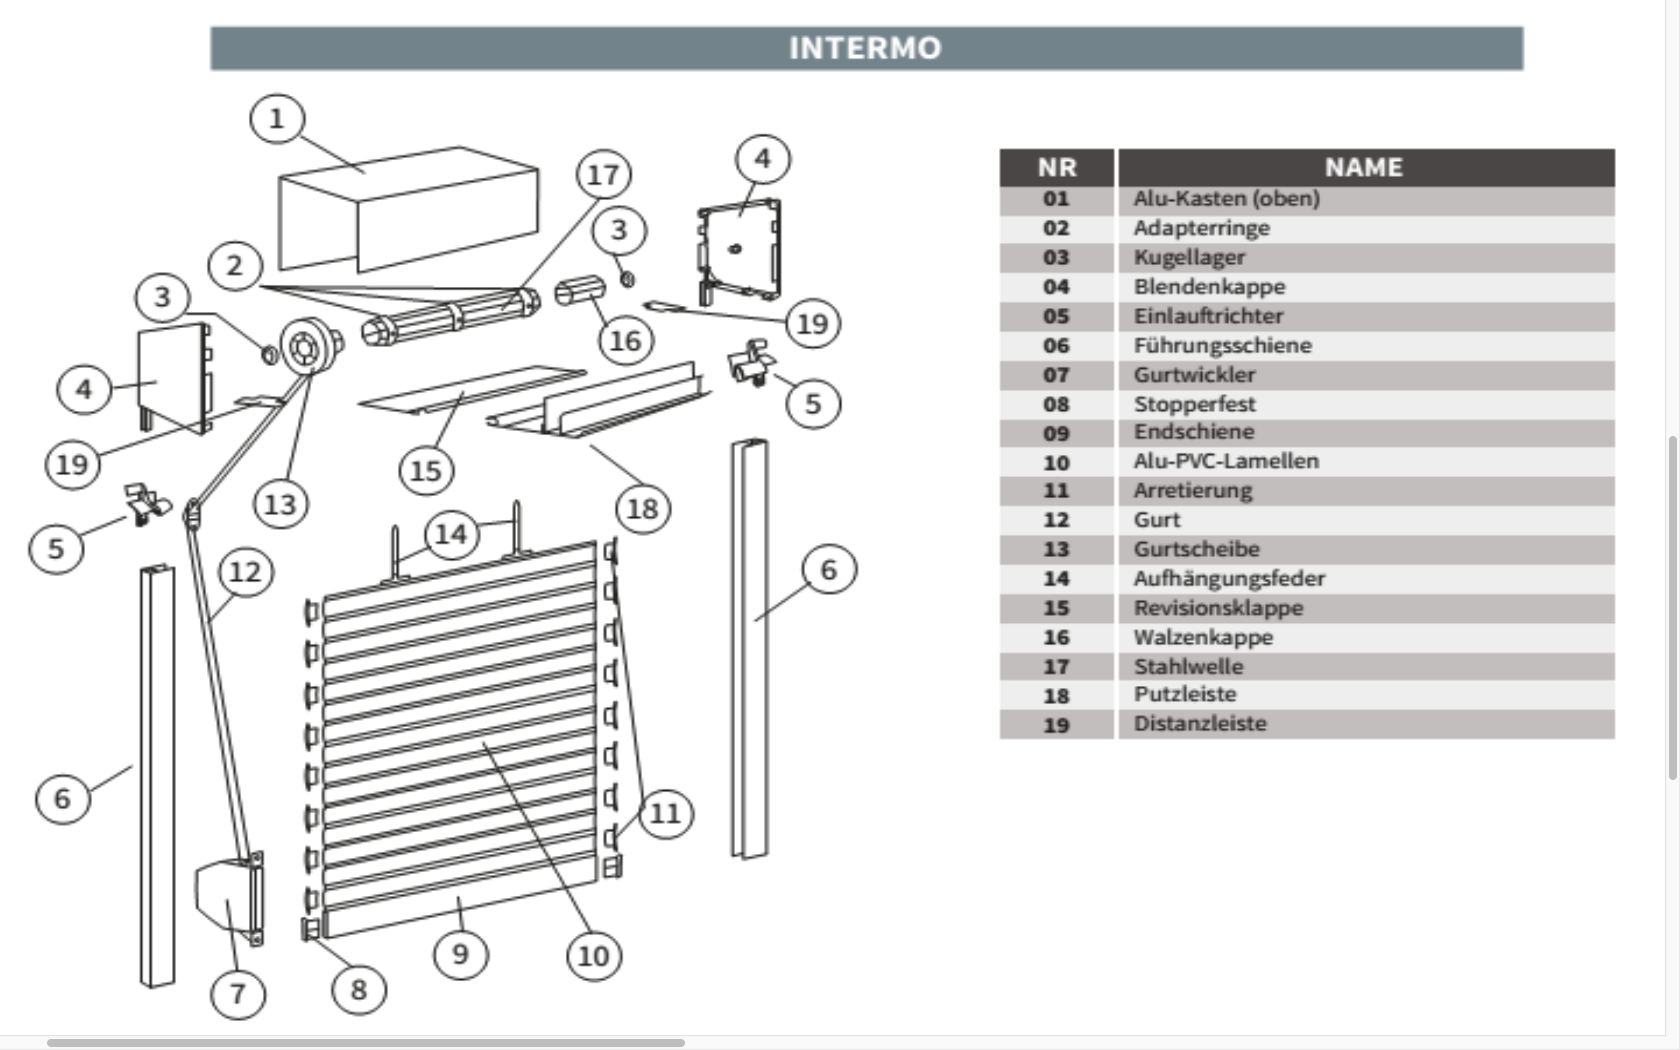 INTERMO
1
17
4
3
2
3
19
16
4
5
15
19
13
18
14
5
12
6
6
11
9
10
8
7
NR NAME
01 Alu-Kasten (oben)
02 Adapterringe
03 Kugellager
04 Blendenkappe
05 Einlauftrichter
06 Führungsschiene
07 Gurtwickler
08 Stopperfest
09 Endschiene
10 Alu-PVC-Lamellen
11 Arretierung
12 Gurt
13 Gurtscheibe
14 Aufhängungsfeder
15 Revisionsklappe
16 Walzenkappe
17 Stahlwelle
18 Putzleiste
19 Distanzleiste